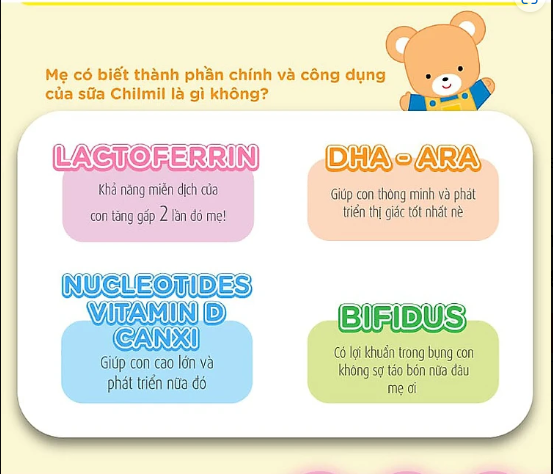 Mẹ có biết thành phần chính và công dụng
của sữa Chilmil là gì không?
LACTOFERRIN
Khả năng miễn dịch của
con tăng gấp 2 lần đó mẹ!
DHA - ARA
Giúp con thông minh và phát
triển thị giác tốt nhất nè
NUCLEOTIDES
VITAMIN D
CANXI
Giúp con cao lớn và
phát triển nữa đó
BIFIDUS
Có lợi khuẩn trong bụng con
không sợ táo bón nữa đâu
mẹ ơi